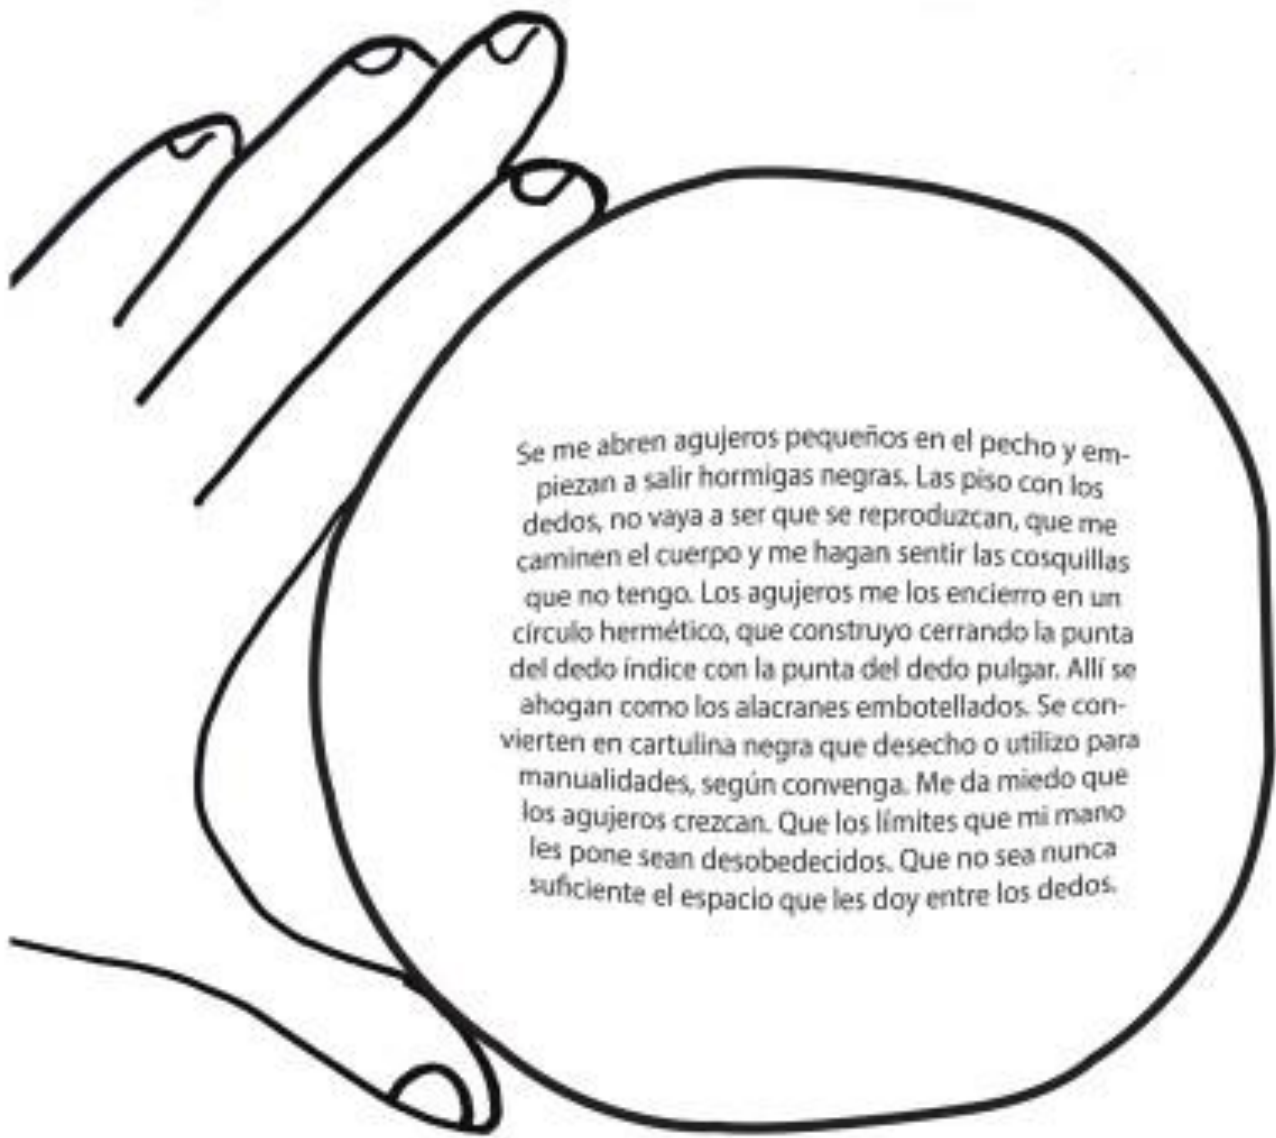 Se me abren agujeros pequeños en el pecho y em-
piezan a salir hormigas negras. Las piso con los
dedos, no vaya a ser que se reproduzcan, que me
caminen el cuerpo y me hagan sentir las cosquillas
que no tengo. Los agujeros me los encierro en un
círculo hermético, que construyo cerrando la punta
del dedo índice con la punta del dedo pulgar. Allí se
ahogan como los alacranes embotellados. Se con-
vierten en cartulina negra que desecho o utilizo para
manualidades, según convenga. Me da miedo que
los agujeros crezcan. Que los límites que mi mano
les pone sean desobedecidos. Que no sea nunca
suficiente el espacio que les doy entre los dedos.